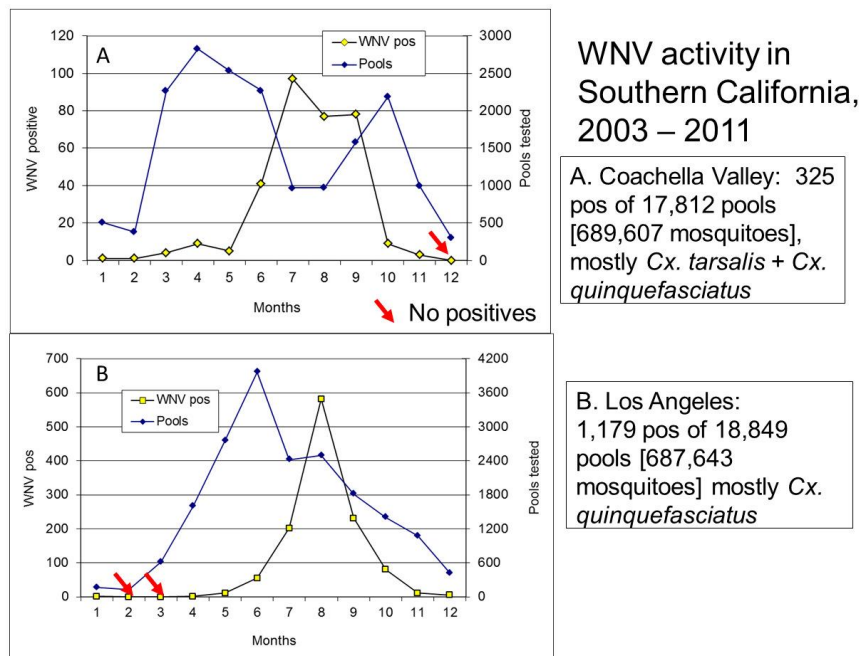 WNV activity in
Southern California,
2003 – 2011
A
WNV pos
Pools
120
100
80
60
40
20
0
WNV positive
3000
2500
2000
1500
1000
500
0
Pools tested
1 2 3 4 5 6 7 8 9 10 11 12
Months
No positives
A. Coachella Valley: 325
pos of 17,812 pools
[689,607 mosquitoes],
mostly Cx. tarsalis + Cx.
quinquefasciatus
B
WNV pos
Pools
700
600
500
400
300
200
100
0
WNV pos
4200
3600
3000
2400
1800
1200
600
0
Pools tested
1 2 3 4 5 6 7 8 9 10 11 12
Months
B. Los Angeles:
1,179 pos of 18,849
pools [687,643
mosquitoes] mostly Cx.
quinquefasciatus